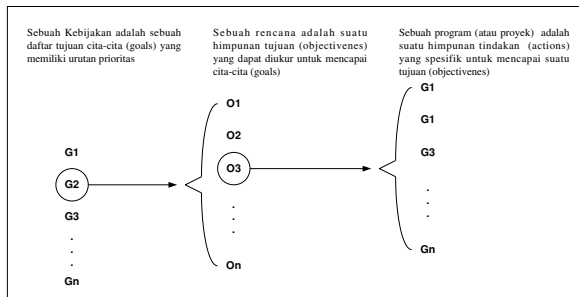 Sebuah Kebijakan adalah sebuah
daftar tujuan cita-cita (goals) yang
memiliki urutan prioritas
Sebuah rencana adalah suatu
himpunan tujuan (objectivenes)
yang dapat diukur untuk mencapai
cita-cita (goals)
Sebuah program (atau proyek) adalah
suatu himpunan tindakan (actions)
yang spesifik untuk mencapai suatu
tujuan (objectivenes)
G1
G2
G3
.
.
.
Gn
O1
O2
O3
.
.
.
On
G1
G1
G3
.
.
.
Gn